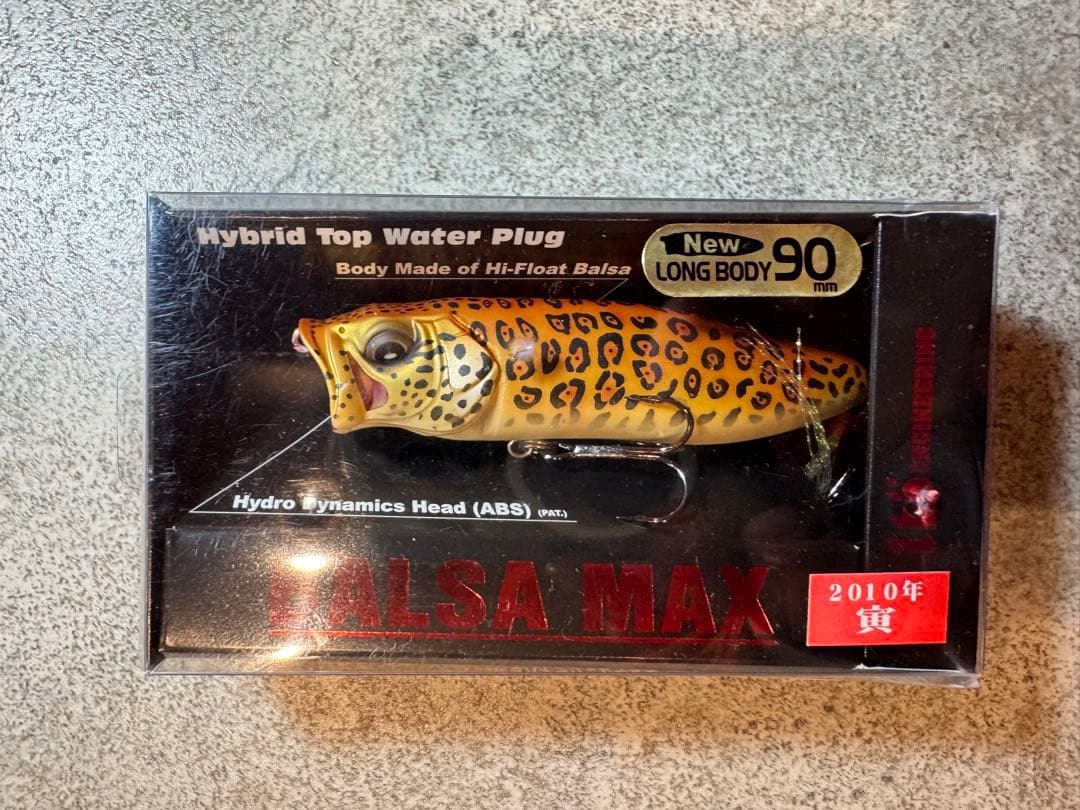 Hybrid Top Water Plug
Body Made of Hi-Float Balsa
New
LONG BODY 90
mm
Hydro Dynamics Head (ABS) (PAT.)
BALSA MAX
2010年
寅
ENGINEERING